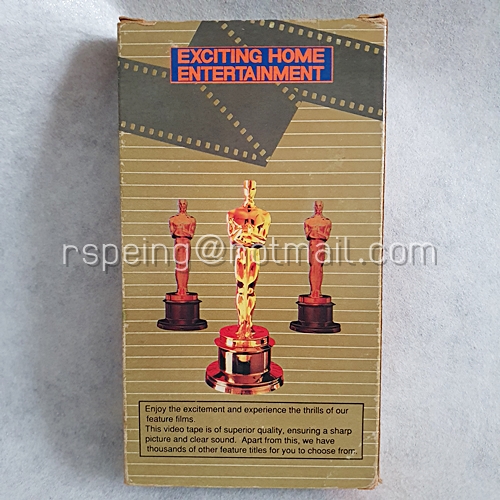 EXCITING HOME
ENTERTAINMENT
rspeing@hotmail.com
Enjoy the excitement and experience the thrills of our
feature films.
This video tape is of superior quality, ensuring a sharp
picture and clear sound. Apart from this, we have
thousands of other feature titles for you to choose from.